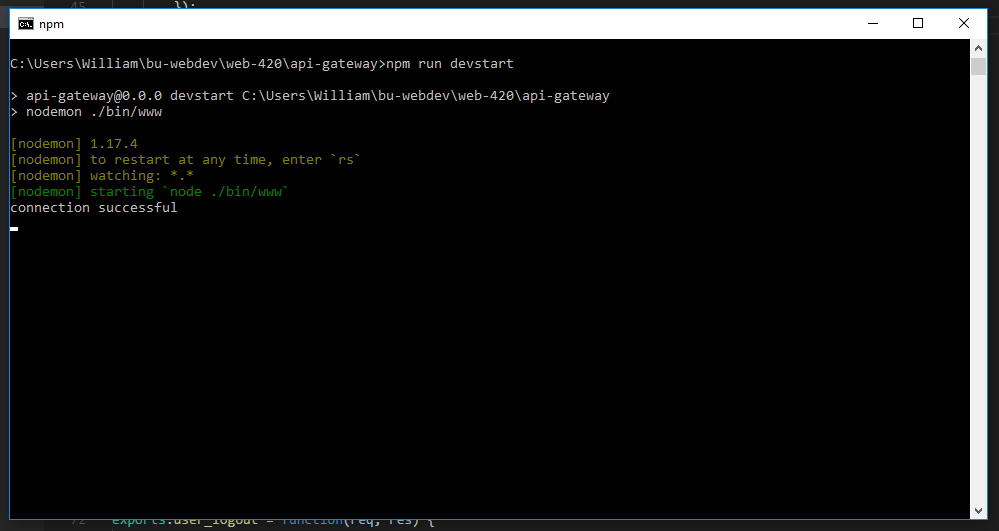 45 });
npm
C:\Users\William\bu-webdev\web-420\api-gateway>npm run devstart
> api-gateway@0.0.0 devstart C:\Users\William\bu-webdev\web-420\api-gateway
> nodemon ./bin/www
[nodemon] 1.17.4
[nodemon] to restart at any time, enter `rs`
[nodemon] watching: *.*
[nodemon] starting `node ./bin/www`
connection successful
72 exports.user_logout = function(req, res) {